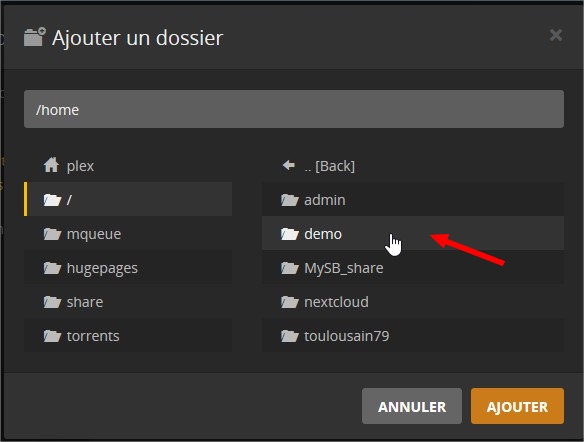 Ajouter un dossier
/home
plex
/
mqueue
hugepages
share
torrents
.. [Back]
admin
demo
MySB_share
nextcloud
toulousain79
ANNULER
AJOUTER